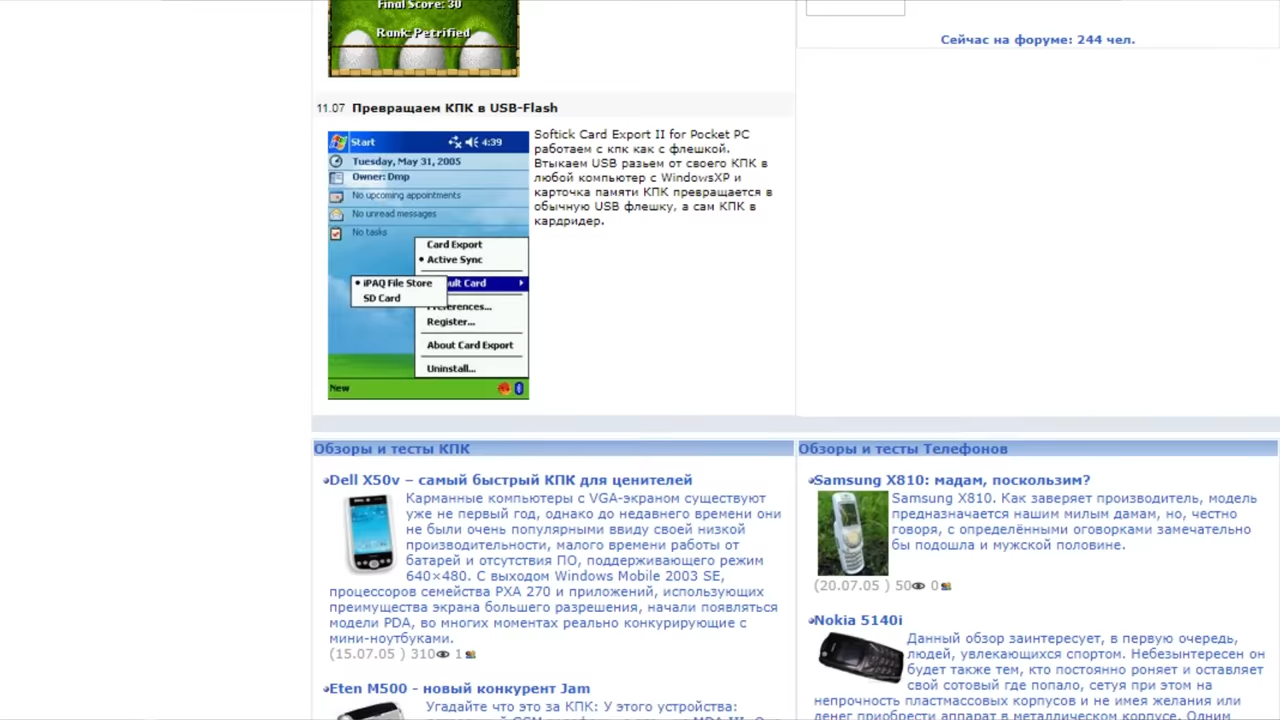 Final Score: 30
Rank: Petrified
Сейчас на форуме: 244 чел.
11.07 Превращаем КПК в USB-Flash
Start 4:39
Tuesday, May 31, 2005
Owner: Dmp
No upcoming appointments
No unread messages
No tasks
Card Export
Active Sync
ult Card
iPAQ File Store
SD Card
Preferences...
Register...
About Card Export
Uninstall...
New
Softick Card Export II for Pocket PC
работаем с кпк как с флешкой.
Втыкаем USB разьем от своего КПК в
любой компьютер с WindowsXP и
карточка памяти КПК превращается в
обычную USB флешку, а сам КПК в
кардридер.
Обзоры и тесты КПК
Dell X50v – самый быстрый КПК для ценителей
Карманные компьютеры с VGA-экраном существуют
уже не первый год, однако до недавнего времени они
не были очень популярными ввиду своей низкой
производительности, малого времени работы от
батарей и отсутствия ПО, поддерживающего режим
640×480. С выходом Windows Mobile 2003 SE,
процессоров семейства PXA 270 и приложений, использующих
преимущества экрана большего разрешения, начали появляться
модели PDA, во многих моментах реально конкурирующие с
мини-ноутбуками.
(15.07.05 ) 310 1
Eten M500 - новый конкурент Jam
Угадайте что это за КПК: У этого устройства:
Обзоры и тесты Телефонов
Samsung X810: мадам, поскользим?
Samsung X810. Как заверяет производитель, модель
предназначается нашим милым дамам, но, честно
говоря, с определёнными оговорками замечательно
бы подошла и мужской половине.
(20.07.05 ) 50 0
Nokia 5140i
Данный обзор заинтересует, в первую очередь,
людей, увлекающихся спортом. Небезынтересен он
будет также тем, кто постоянно роняет и оставляет
свой сотовый где попало, сетуя при этом на
непрочность пластмассовых корпусов и не имея желания или
денег приобрести аппарат в металлическом корпусе. Одним